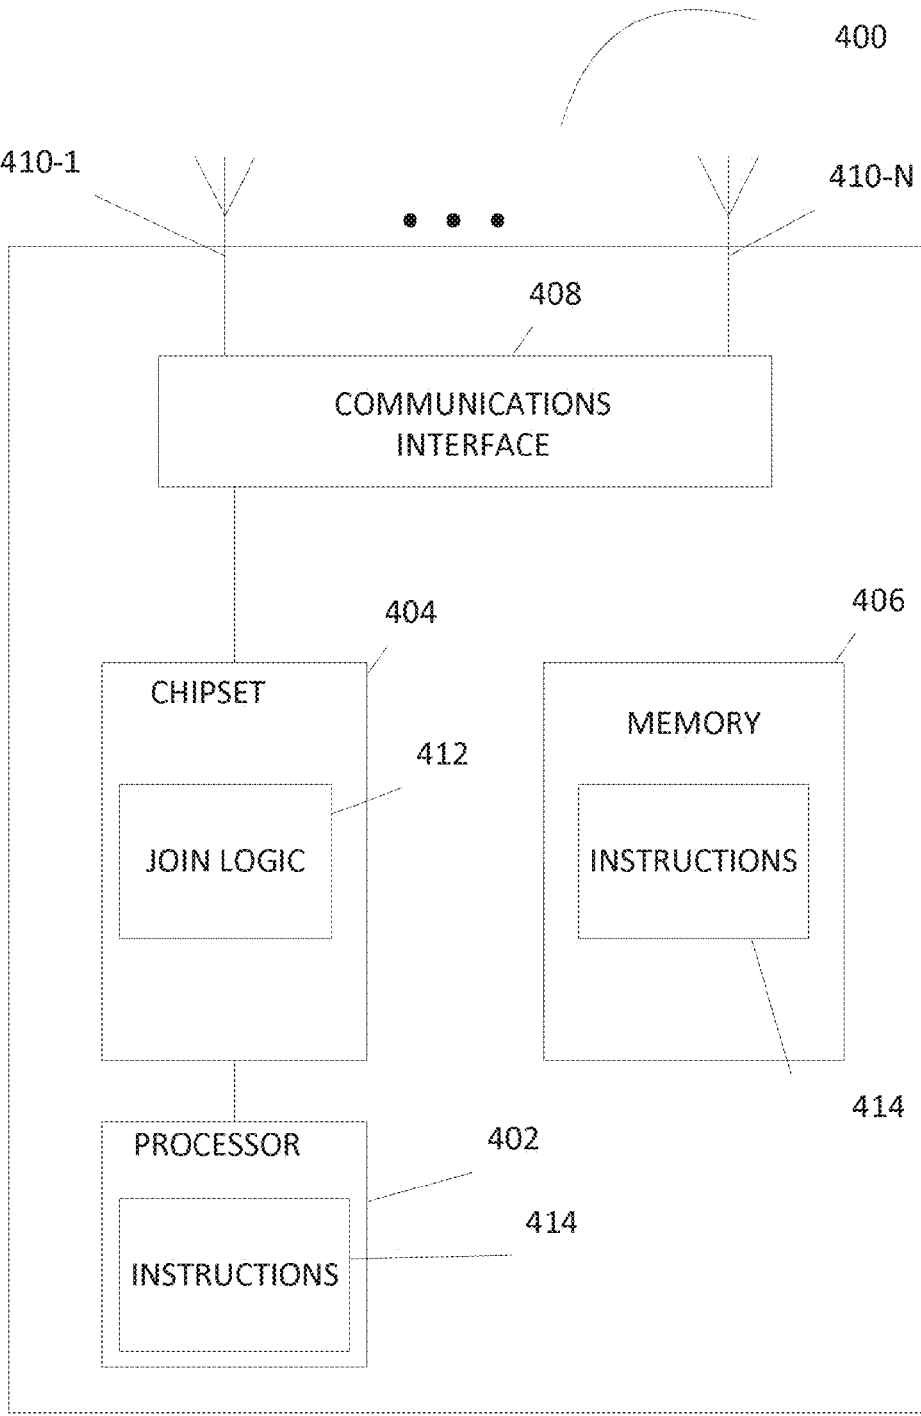 400
410-1
410-N
408
COMMUNICATIONS
INTERFACE
404
406
CHIPSET
MEMORY
412
JOIN LOGIC
INSTRUCTIONS
414
PROCESSOR
402
414
INSTRUCTIONS